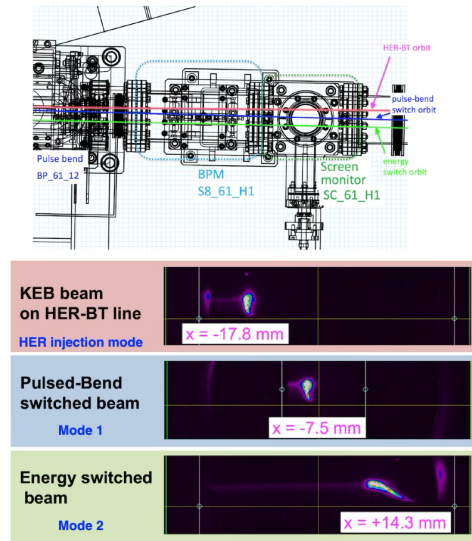 HER-BT orbit
pulse-bend
switch orbit
energy
switch orbit
Pulse bend
BP_61_12
BPM
S8_61_H1
Screen
monitor
SC_61_H1
KEB beam
on HER-BT line
HER injection mode
x = -17.8 mm
Pulsed-Bend
switched beam
Mode 1
x = -7.5 mm
Energy switched
beam
Mode 2
x = +14.3 mm